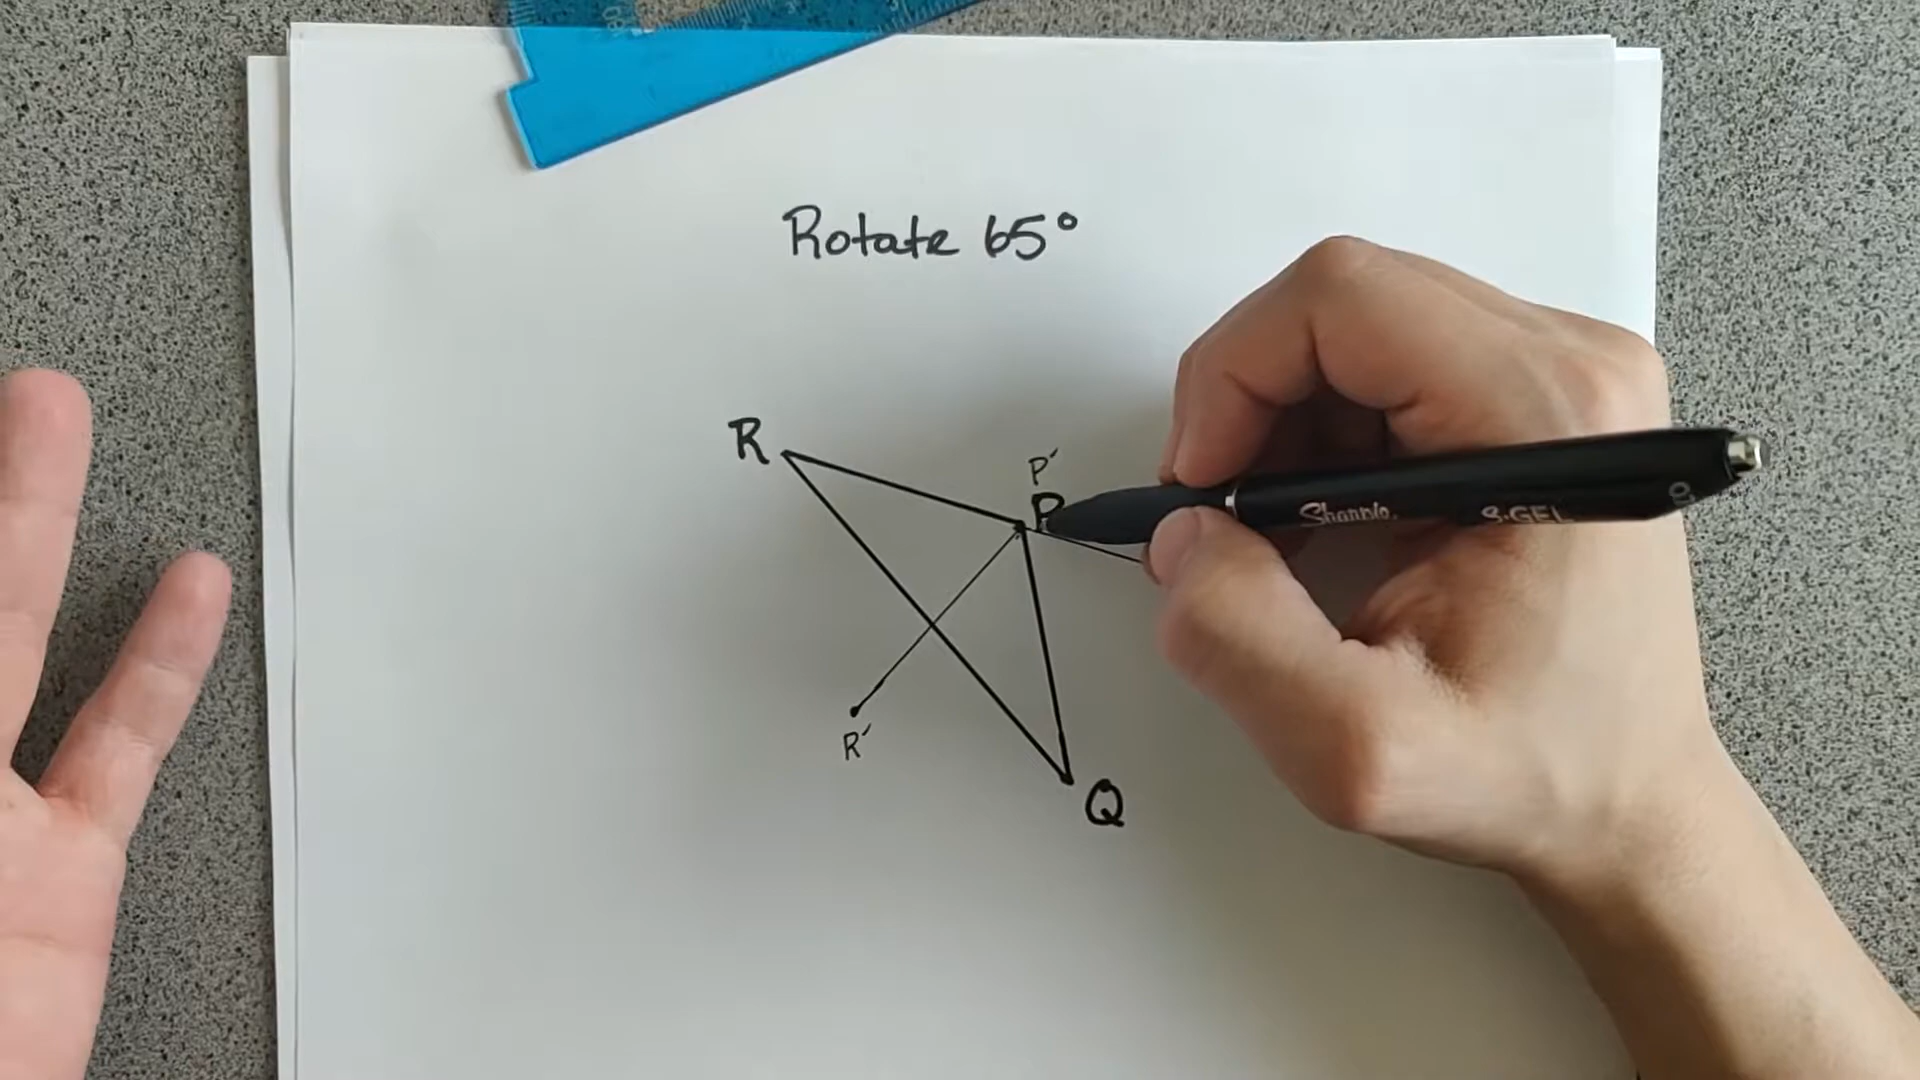 Rotate 65°
R
P′
P
Sharpie.
S·GEL
R′
Q